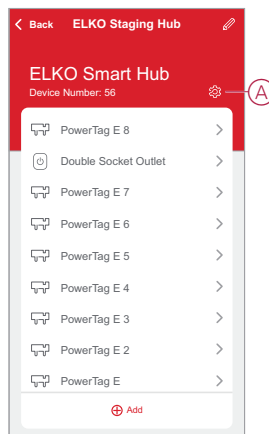 Back ELKO Staging Hub
ELKO Smart Hub
Device Number: 56
A
PowerTag E 8
Double Socket Outlet
PowerTag E 7
PowerTag E 6
PowerTag E 5
PowerTag E 4
PowerTag E 3
PowerTag E 2
PowerTag E
Add